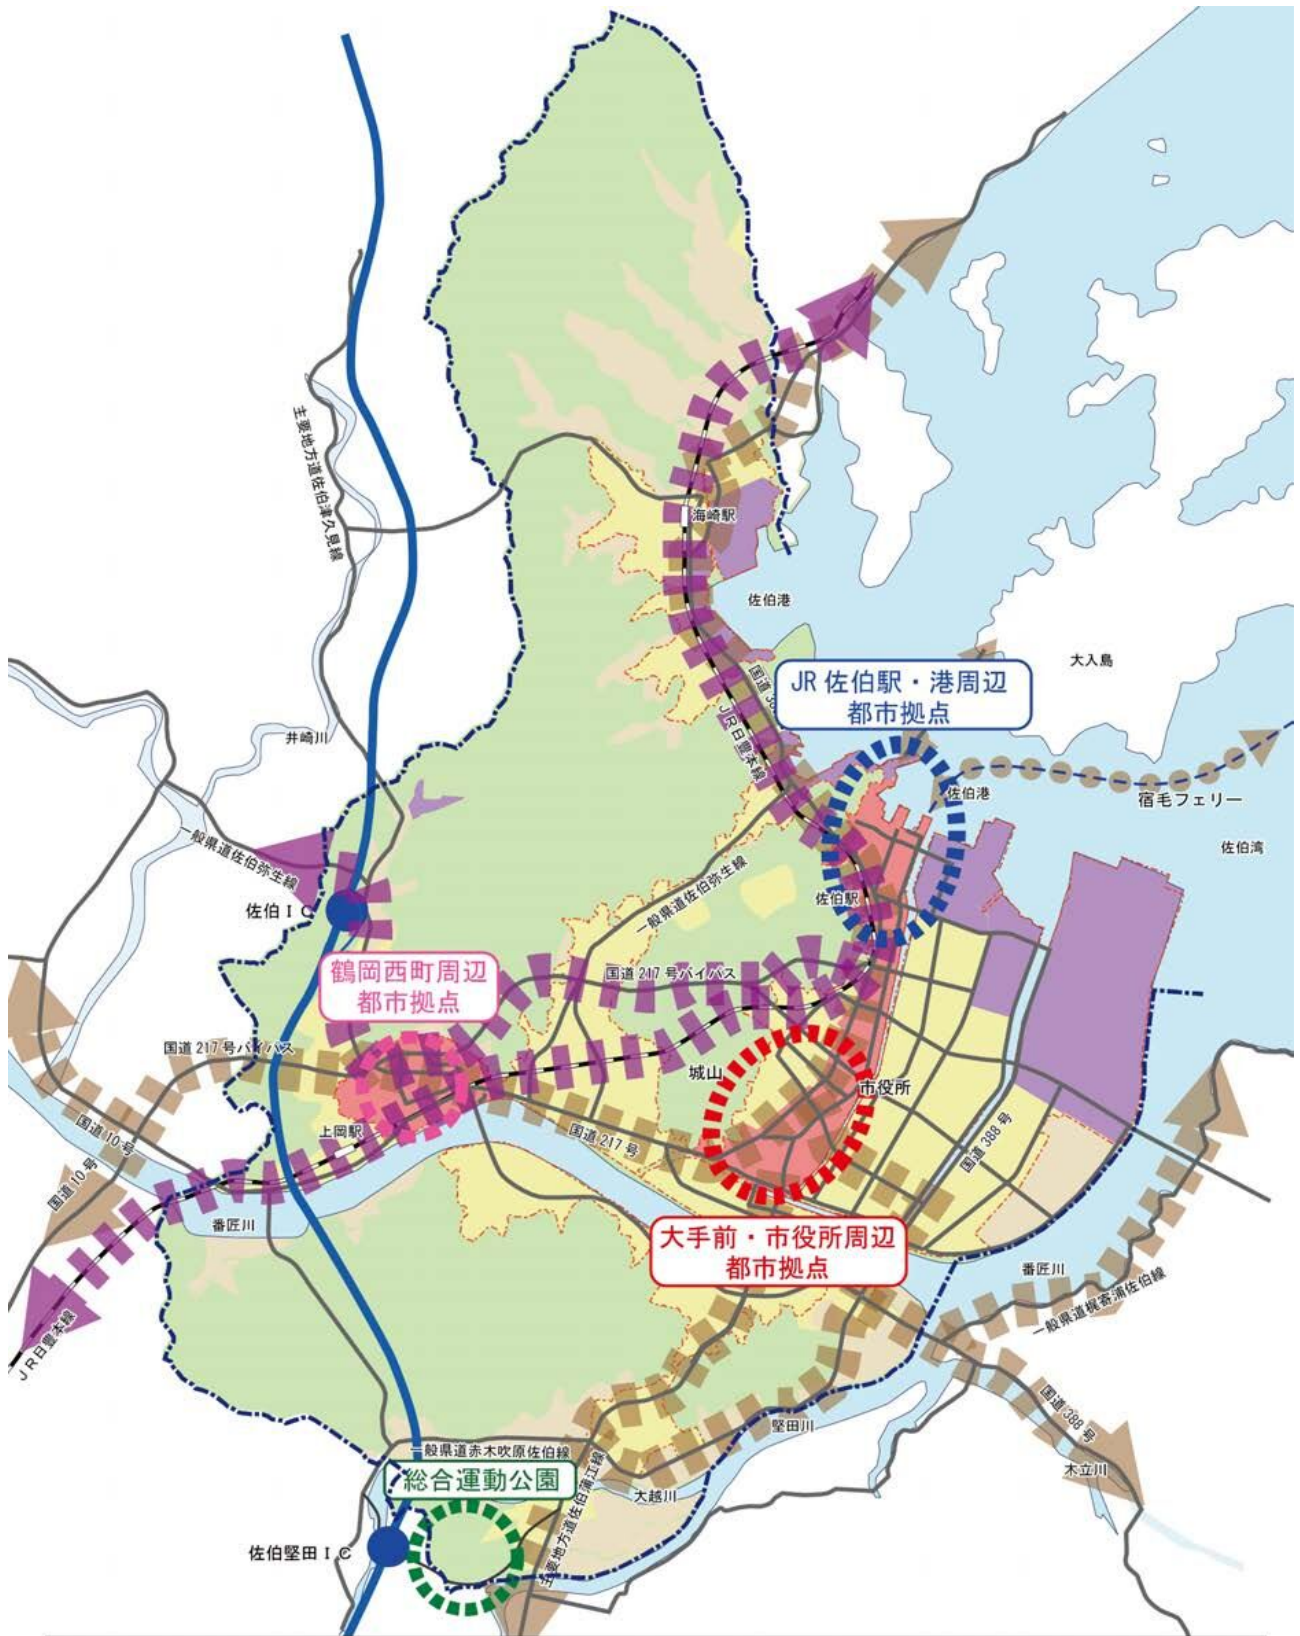 主要地方道佐伯津久見線
海崎駅
佐伯港
大入島
国道 38
JR 佐伯駅・港周辺
都市拠点
JR日豊本線
井崎川
佐伯港
宿毛フェリー
佐伯湾
一般県道佐伯弥生線
一般県道佐伯弥生線
佐伯駅
佐伯ＩＣ
鶴岡西町周辺
都市拠点
国道 217 号バイパス
国道 217 号バイパス
城山
市役所
上岡駅
国道 10 号
国道 217 号
国道 388 号
国道 10 号
番匠川
大手前・市役所周辺
都市拠点
番匠川
一般県道梶寄浦佐伯線
ＪＲ日豊本線
国道 388 号
堅田川
一般県道赤木吹原佐伯線
木立川
総合運動公園
大越川
主要地方道佐伯蒲江線
佐伯堅田ＩＣ